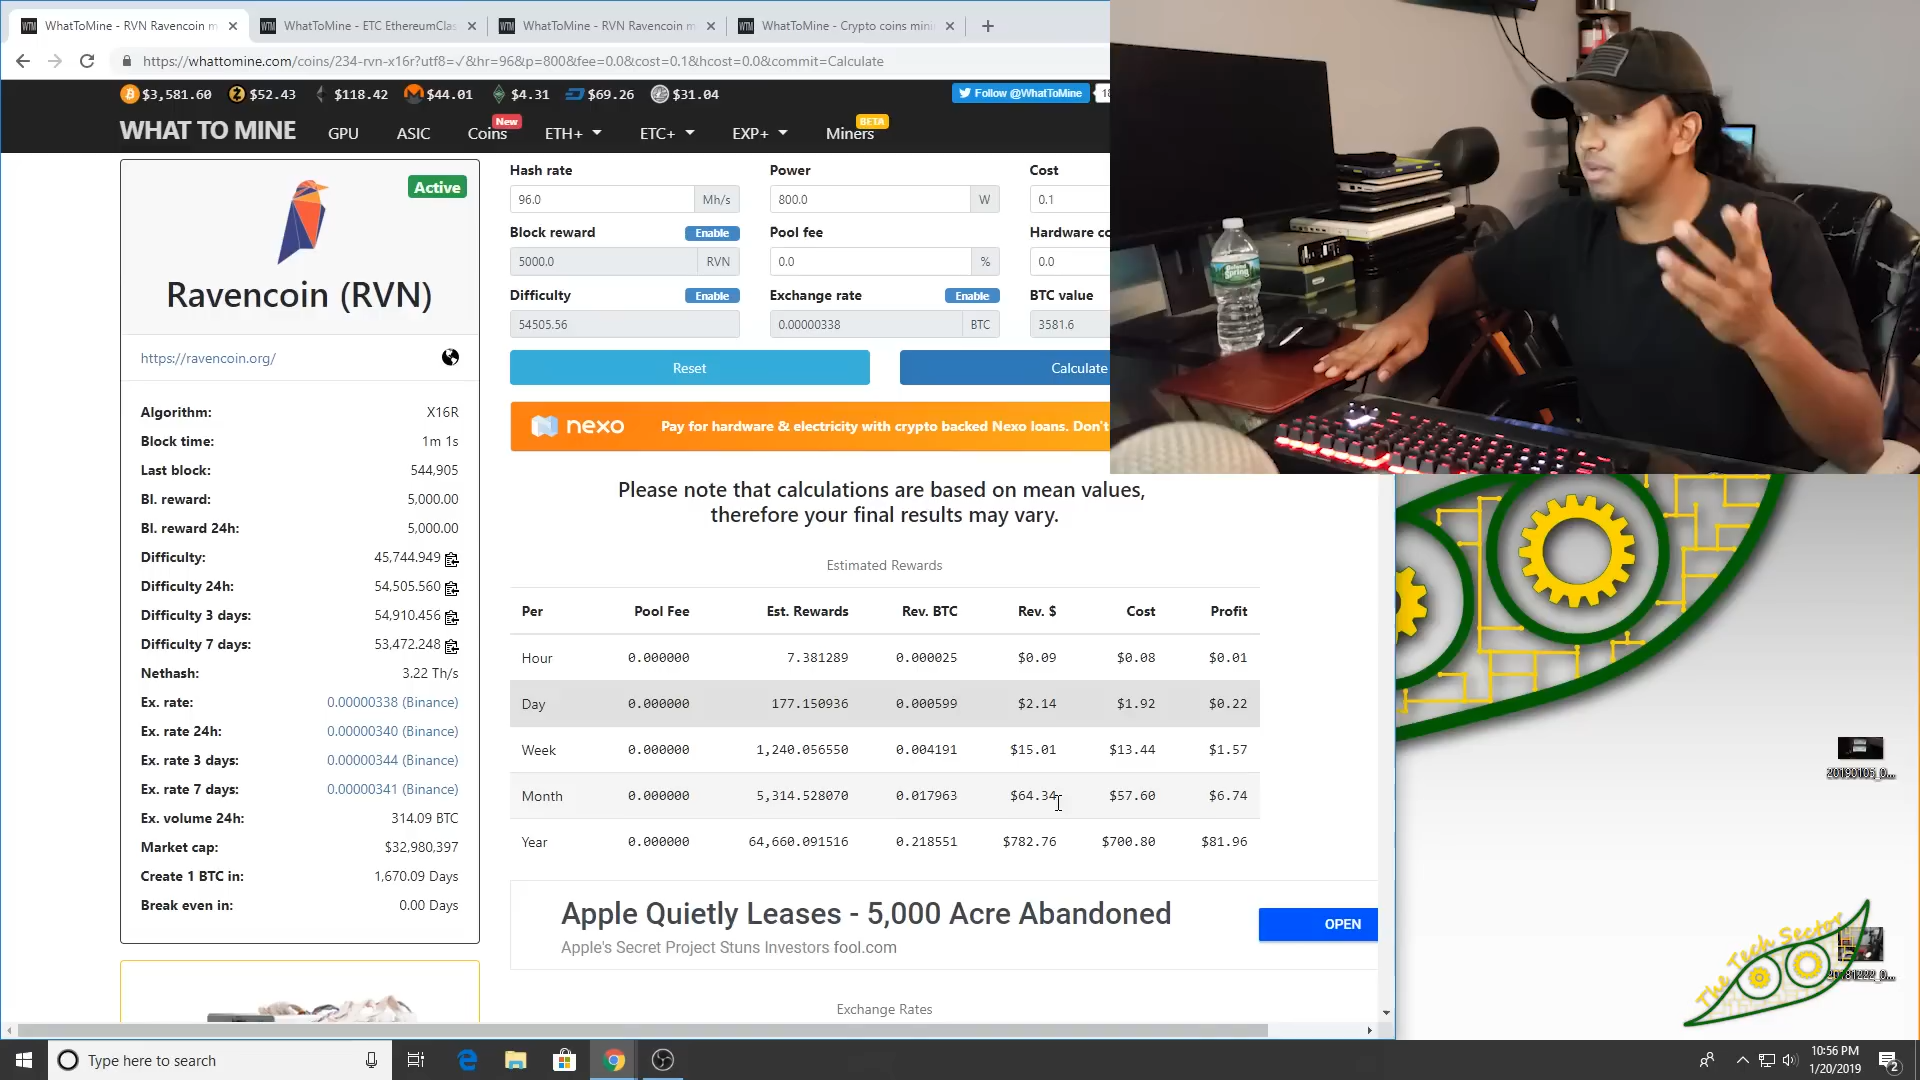 WhatToMine - RVN Ravencoin m
WhatToMine - ETC EthereumClas
WhatToMine - RVN Ravencoin m
WhatToMine - Crypto coins mini
https://whattomine.com/coins/234-rvn-x16r?utf8=✓&hr=96&p=800&fee=0.0&cost=0.1&hcost=0.0&commit=Calculate
$3,581.60 $52.43 $118.42 $44.01 $4.31 $69.26 $31.04
Follow @WhatToMine
WHAT TO MINE GPU ASIC Coins New ETH+ ETC+ EXP+ Miners BETA
Active
Ravencoin (RVN)
https://ravencoin.org/
Algorithm: X16R
Block time: 1m 1s
Last block: 544,905
Bl. reward: 5,000.00
Bl. reward 24h: 5,000.00
Difficulty: 45,744.949
Difficulty 24h: 54,505.560
Difficulty 3 days: 54,910.456
Difficulty 7 days: 53,472.248
Nethash: 3.22 Th/s
Ex. rate: 0.00000338 (Binance)
Ex. rate 24h: 0.00000340 (Binance)
Ex. rate 3 days: 0.00000344 (Binance)
Ex. rate 7 days: 0.00000341 (Binance)
Ex. volume 24h: 314.09 BTC
Market cap: $32,980,397
Create 1 BTC in: 1,670.09 Days
Break even in: 0.00 Days
Hash rate Power Cost
96.0 Mh/s 800.0 W 0.1
Block reward Enable Pool fee Hardware co
5000.0 RVN 0.0 % 0.0
Difficulty Enable Exchange rate Enable BTC value
54505.56 0.00000338 BTC 3581.6
Reset Calculate
nexo Pay for hardware & electricity with crypto backed Nexo loans. Don't
Please note that calculations are based on mean values,
therefore your final results may vary.
Estimated Rewards
Per Pool Fee Est. Rewards Rev. BTC Rev. $ Cost Profit
Hour 0.000000 7.381289 0.000025 $0.09 $0.08 $0.01
Day 0.000000 177.150936 0.000599 $2.14 $1.92 $0.22
Week 0.000000 1,240.056550 0.004191 $15.01 $13.44 $1.57
Month 0.000000 5,314.528070 0.017963 $64.34 $57.60 $6.74
Year 0.000000 64,660.091516 0.218551 $782.76 $700.80 $81.96
Apple Quietly Leases - 5,000 Acre Abandoned
Apple's Secret Project Stuns Investors fool.com
OPEN
Exchange Rates
Poland Spring
20190105_0...
The Tech Sector
20181222_0...
Type here to search
10:56 PM
1/20/2019
2